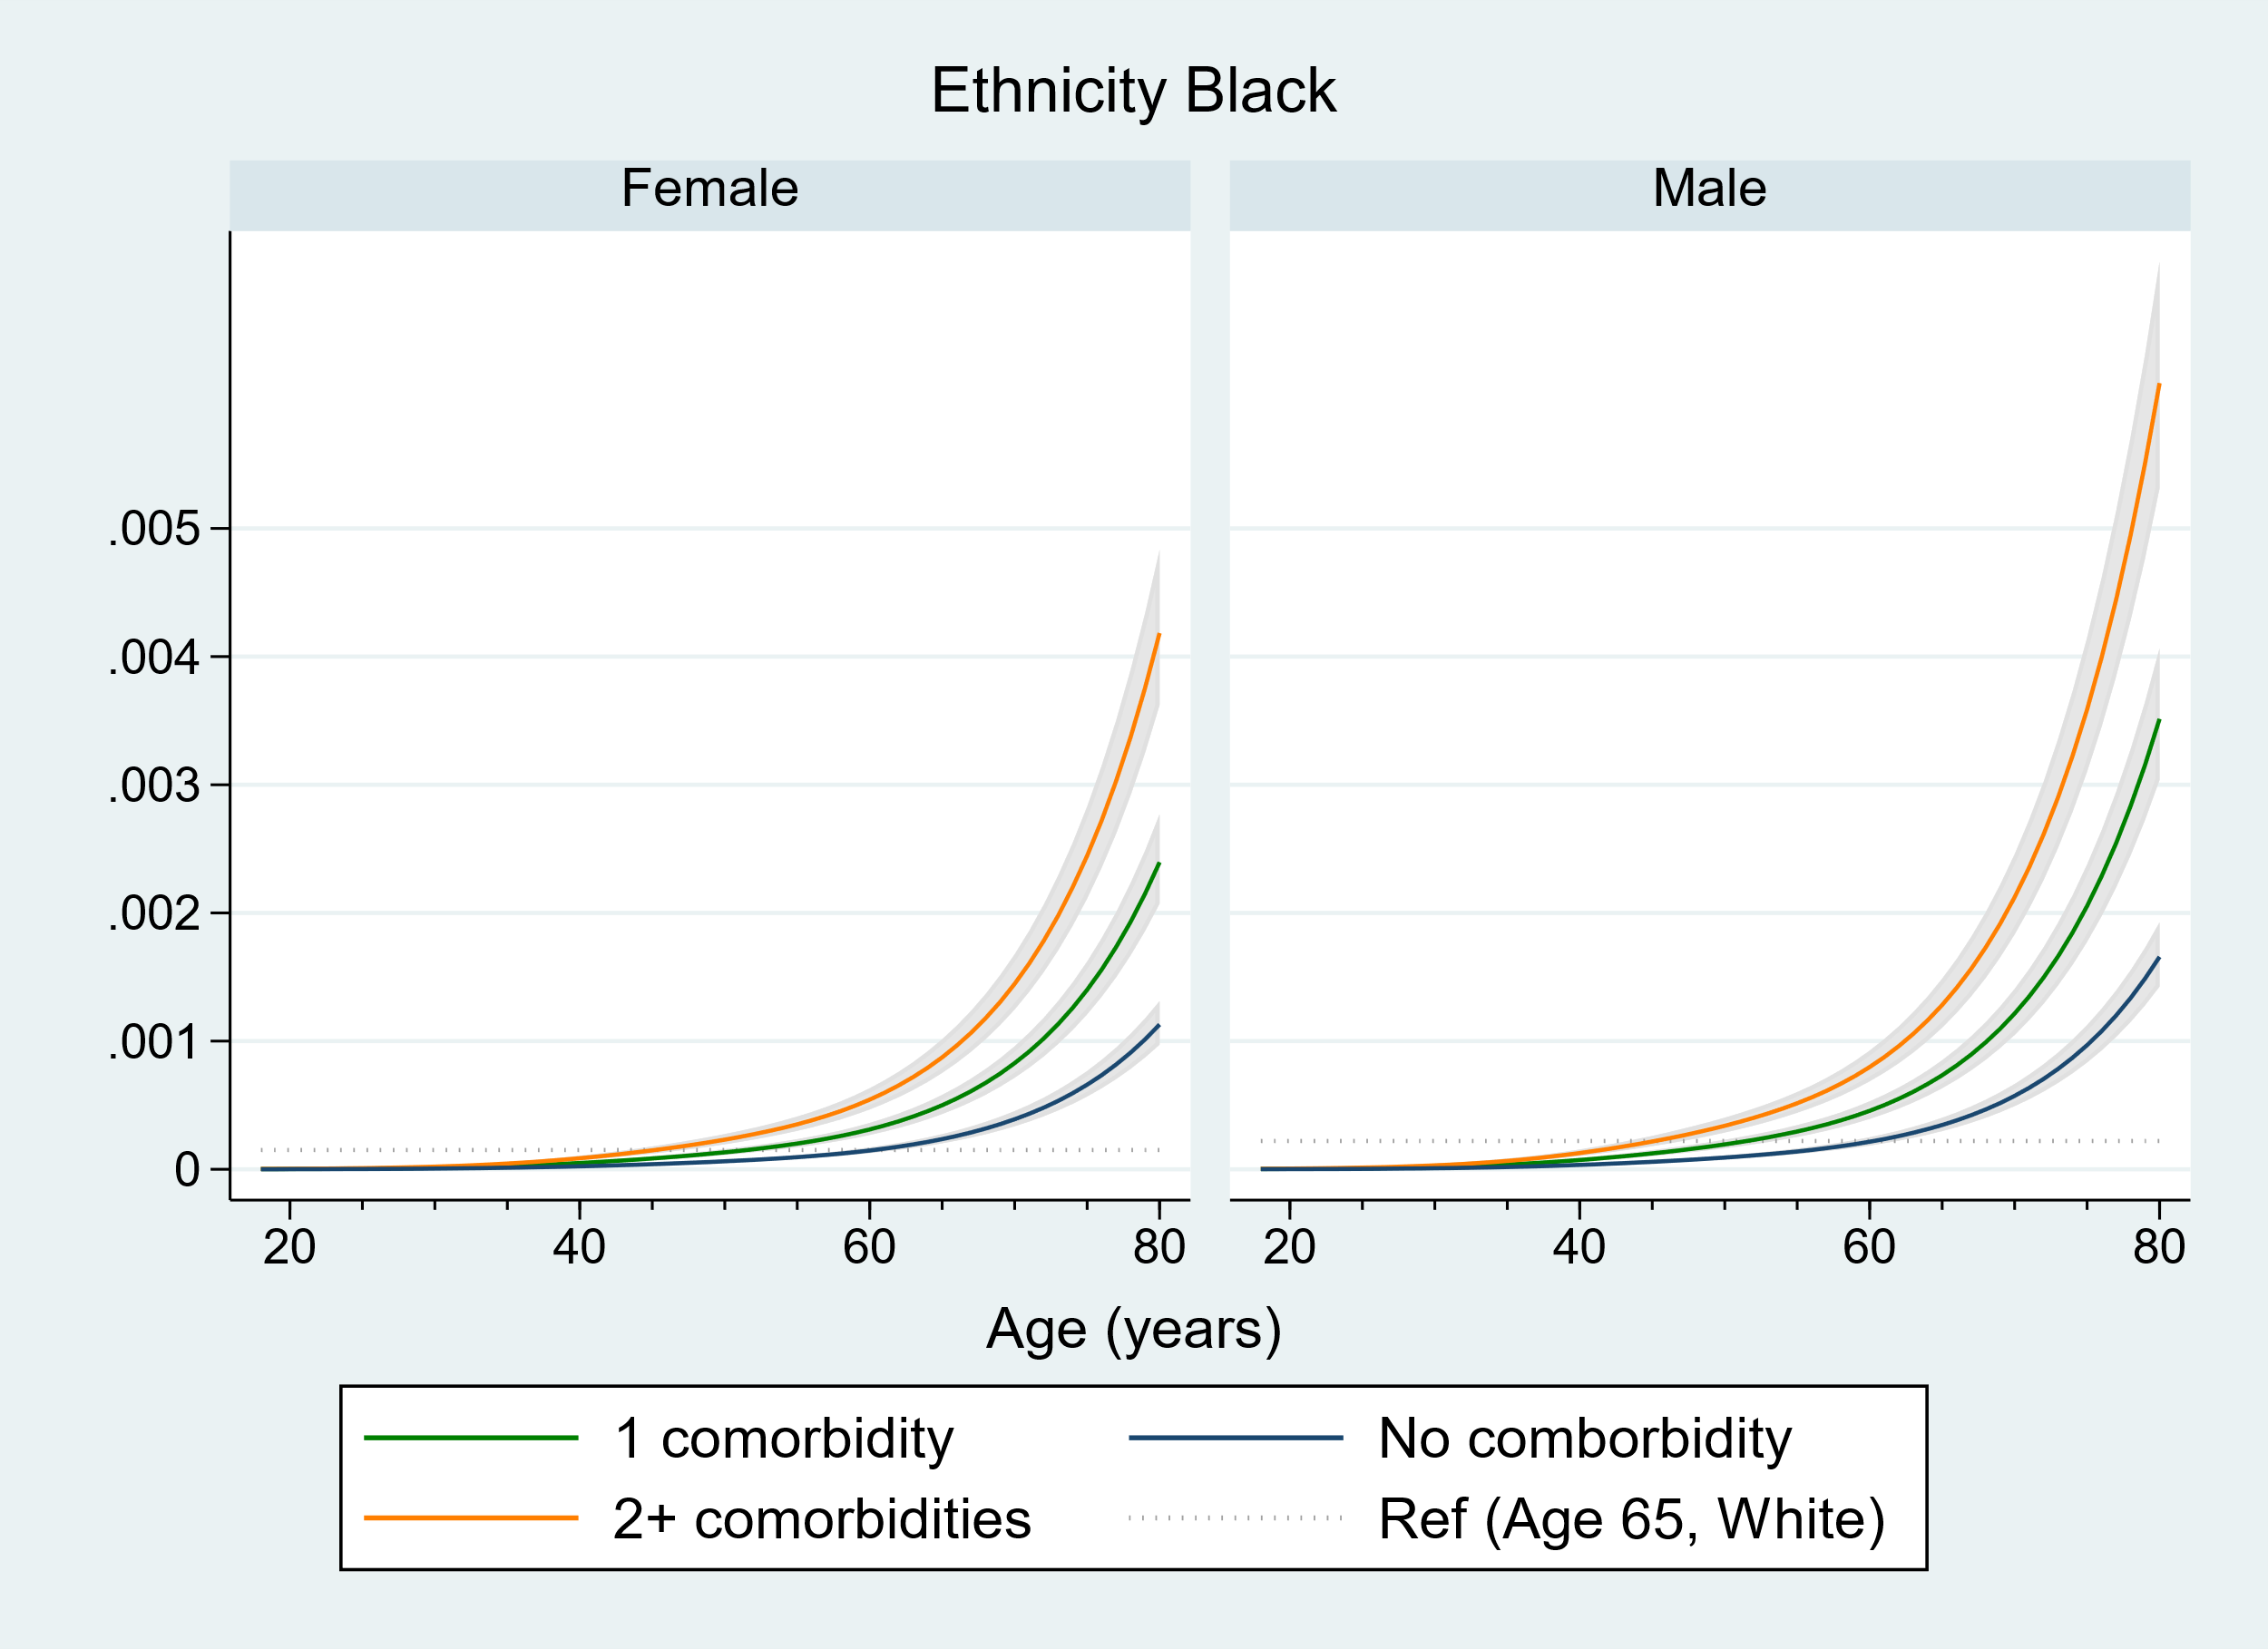 Ethnicity Black
Female
Male
.005
.004
.003
.002
.001
0
20 40 60 80 20 40 60 80
Age (years)
1 comorbidity
No comborbidity
2+ comorbidities
Ref (Age 65, White)